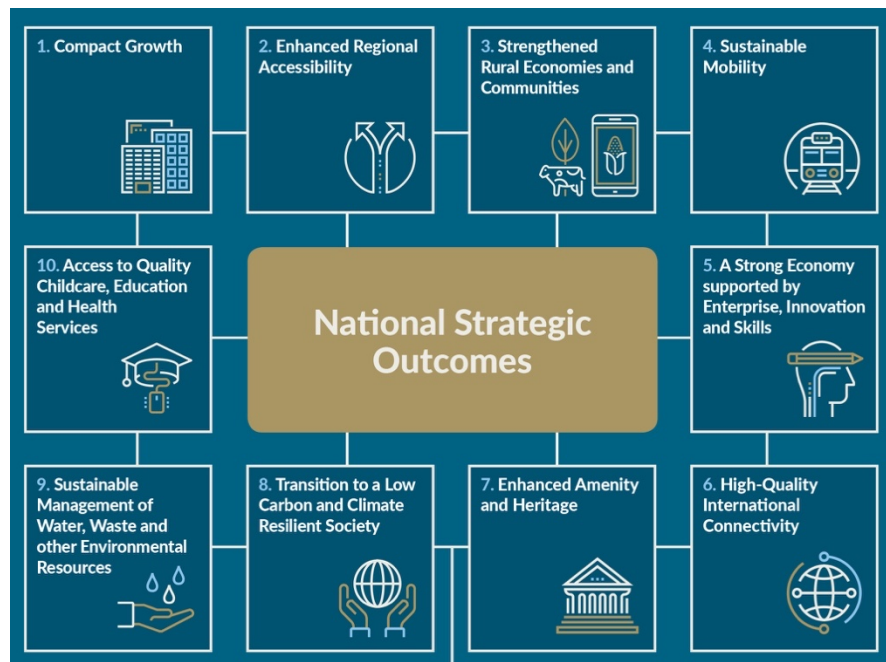 1. Compact Growth
2. Enhanced Regional
Accessibility
3. Strengthened
Rural Economies and
Communities
4. Sustainable
Mobility
10. Access to Quality
Childcare, Education
and Health
Services
National Strategic
Outcomes
5. A Strong Economy
supported by
Enterprise, Innovation
and Skills
9. Sustainable
Management of
Water, Waste and
other Environmental
Resources
8. Transition to a Low
Carbon and Climate
Resilient Society
7. Enhanced Amenity
and Heritage
6. High-Quality
International
Connectivity